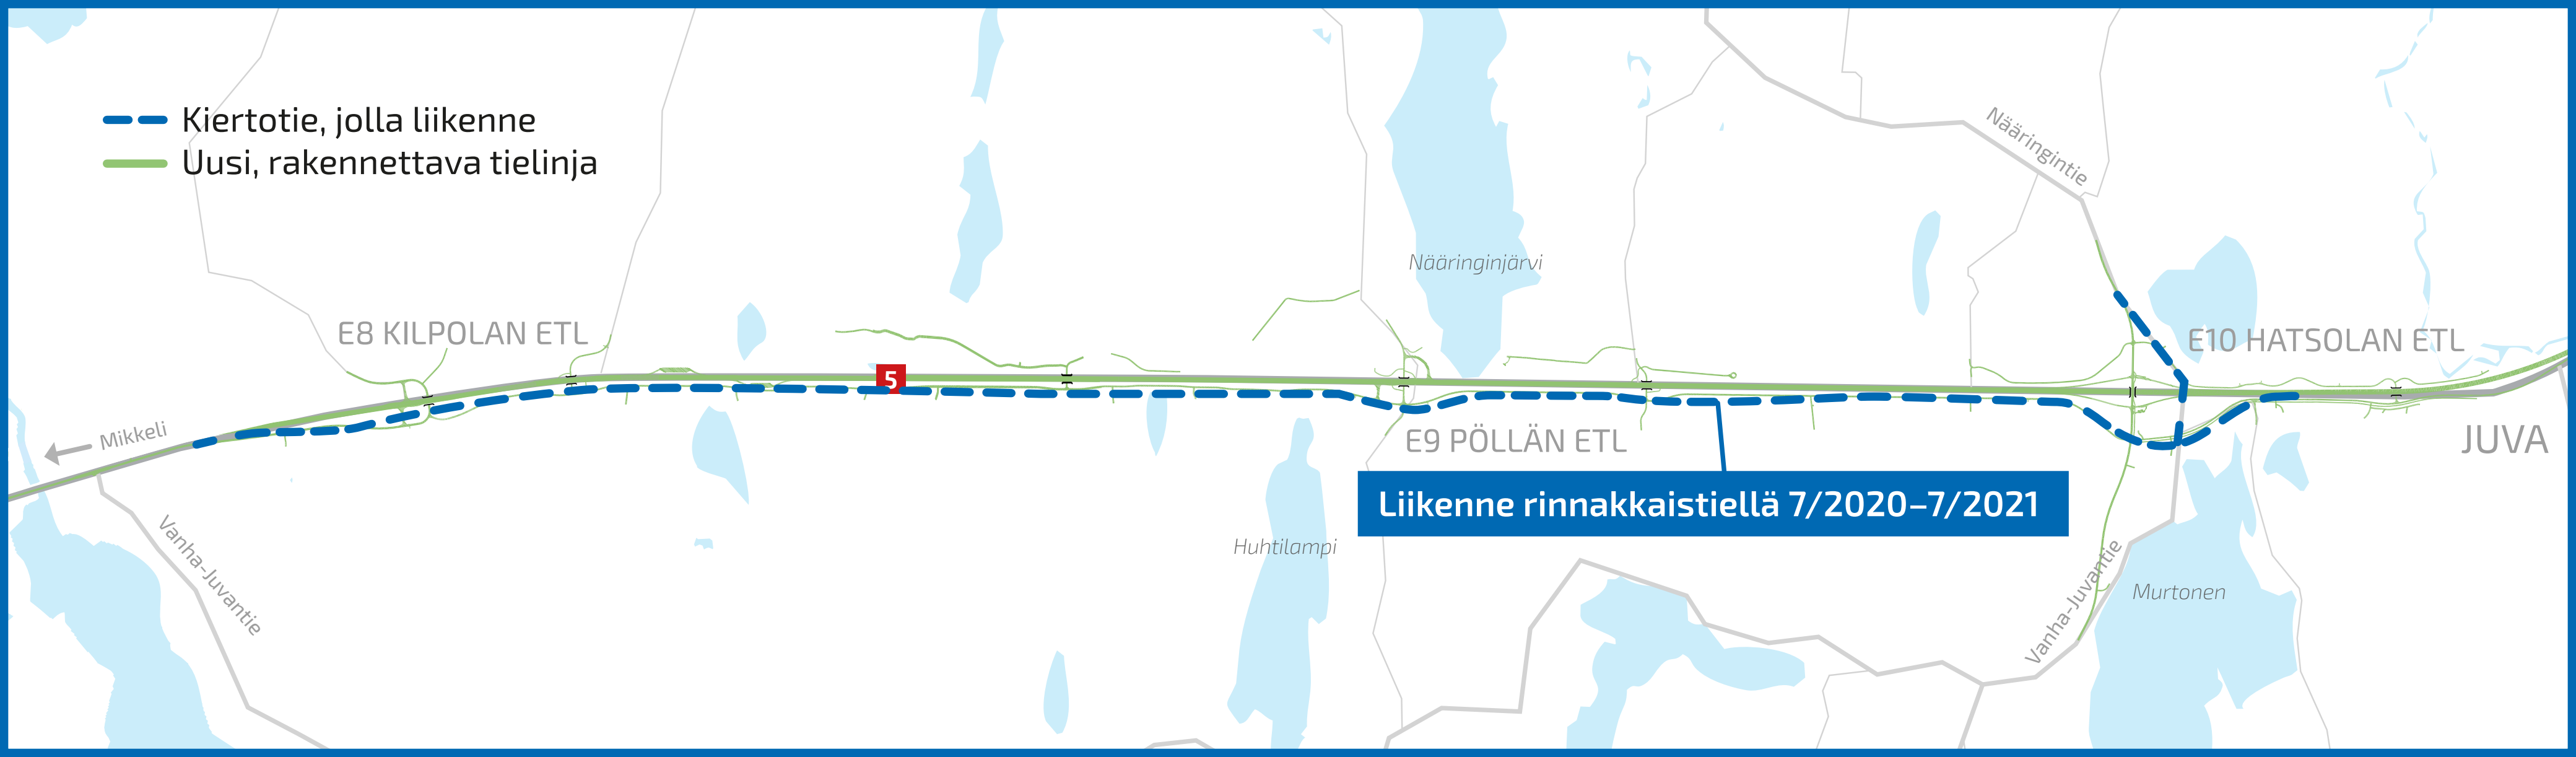 Kiertotie, jolla liikenne
Uusi, rakennettava tielinja
Nääringintie
Nääringinjärvi
E8 KILPOLAN ETL
E10 HATSOLAN ETL
5
Mikkeli
E9 PÖLLÄN ETL
JUVA
Liikenne rinnakkaistiellä 7/2020–7/2021
Vanha-Juvantie
Huhtilampi
Vanha-Juvantie
Murtonen